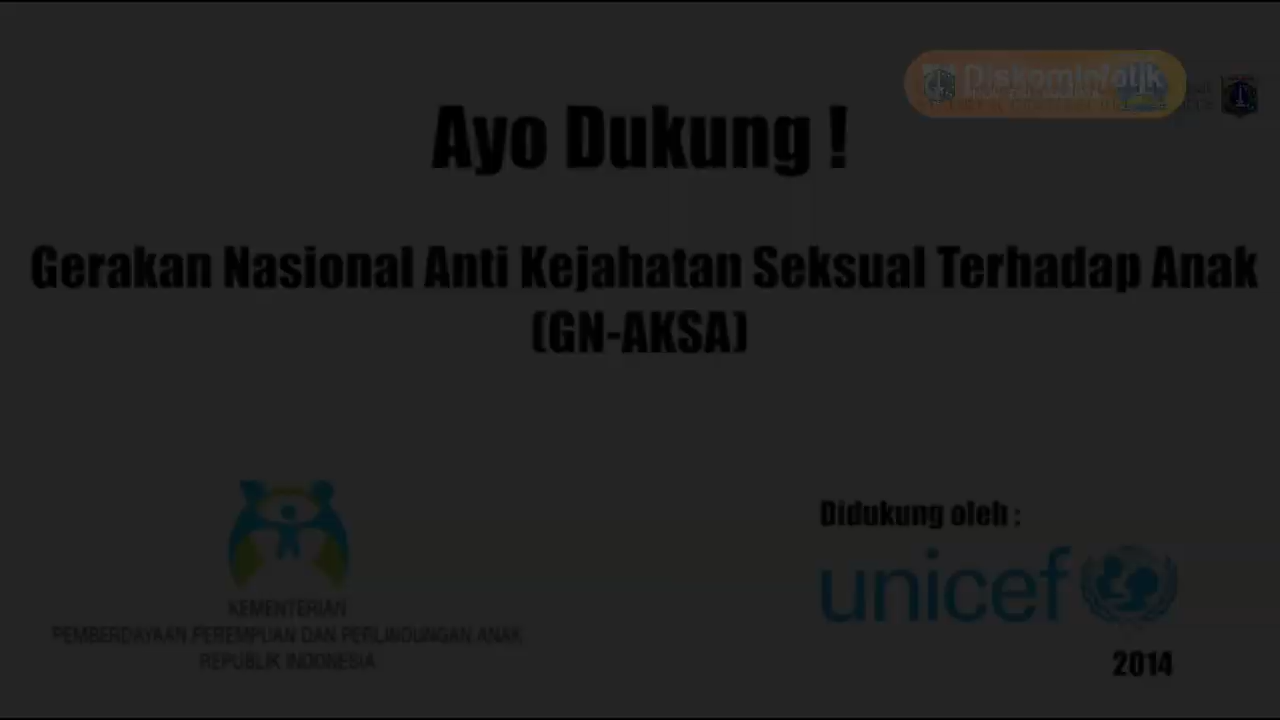 Diskominfotik
Ayo Dukung !
Gerakan Nasional Anti Kejahatan Seksual Terhadap Anak
(GN-AKSA)
Didukung oleh :
unicef
KEMENTERIAN
PEMBERDAYAAN PEREMPUAN DAN PERLINDUNGAN ANAK
REPUBLIK INDONESIA
2014